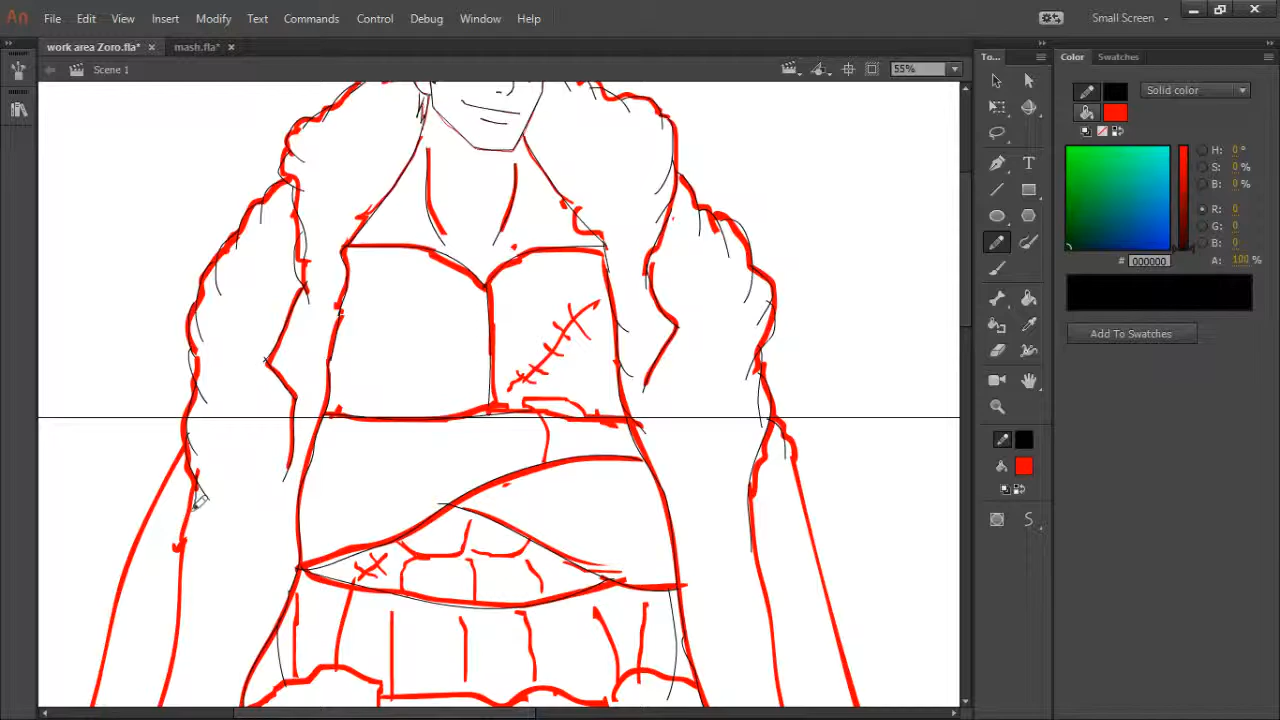 An File Edit View Insert Modify Text Commands Control Debug Window Help Small Screen
work area Zoro.fla* × mash.fla* ×
To... Color Swatches
Scene 1 55%
Solid color
H: 0 °
S: 0 %
B: 0 %
R: 0
G: 0
B: 0
# 000000 A: 100 %
Add To Swatches